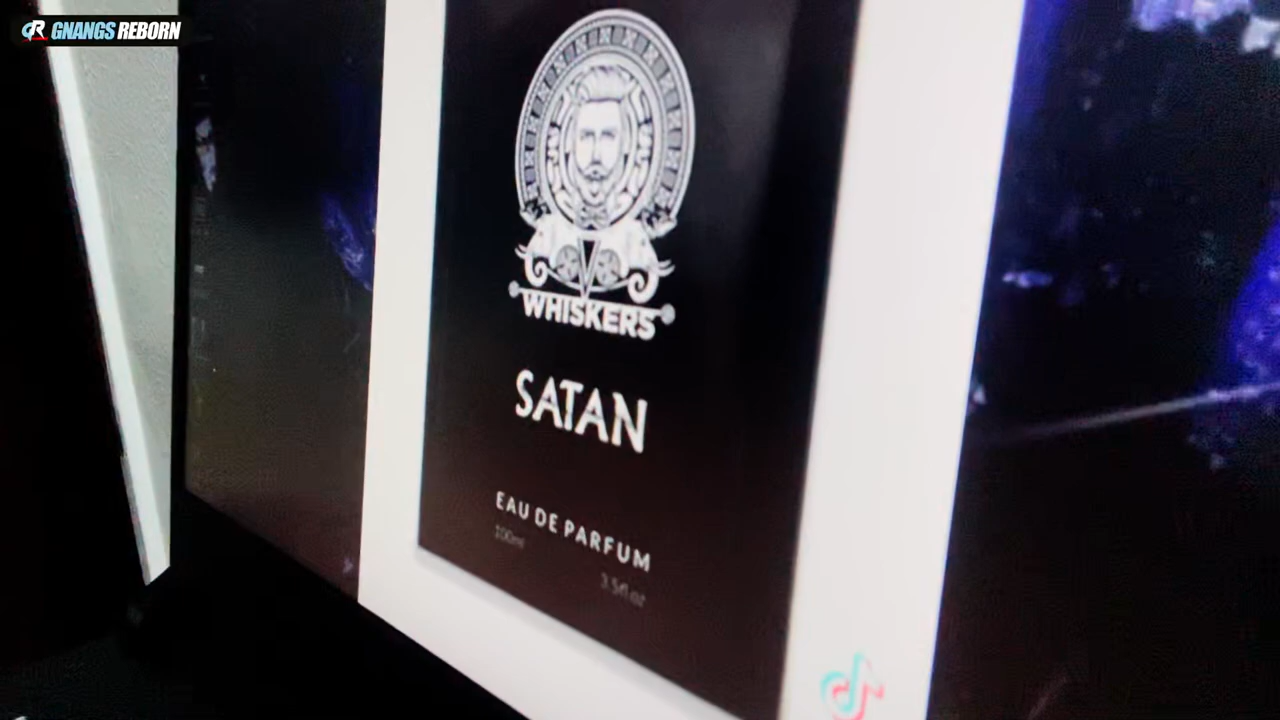 GNANGS REBORN
WHISKERS
SATAN
EAU DE PARFUM
100ml
3.5fl oz